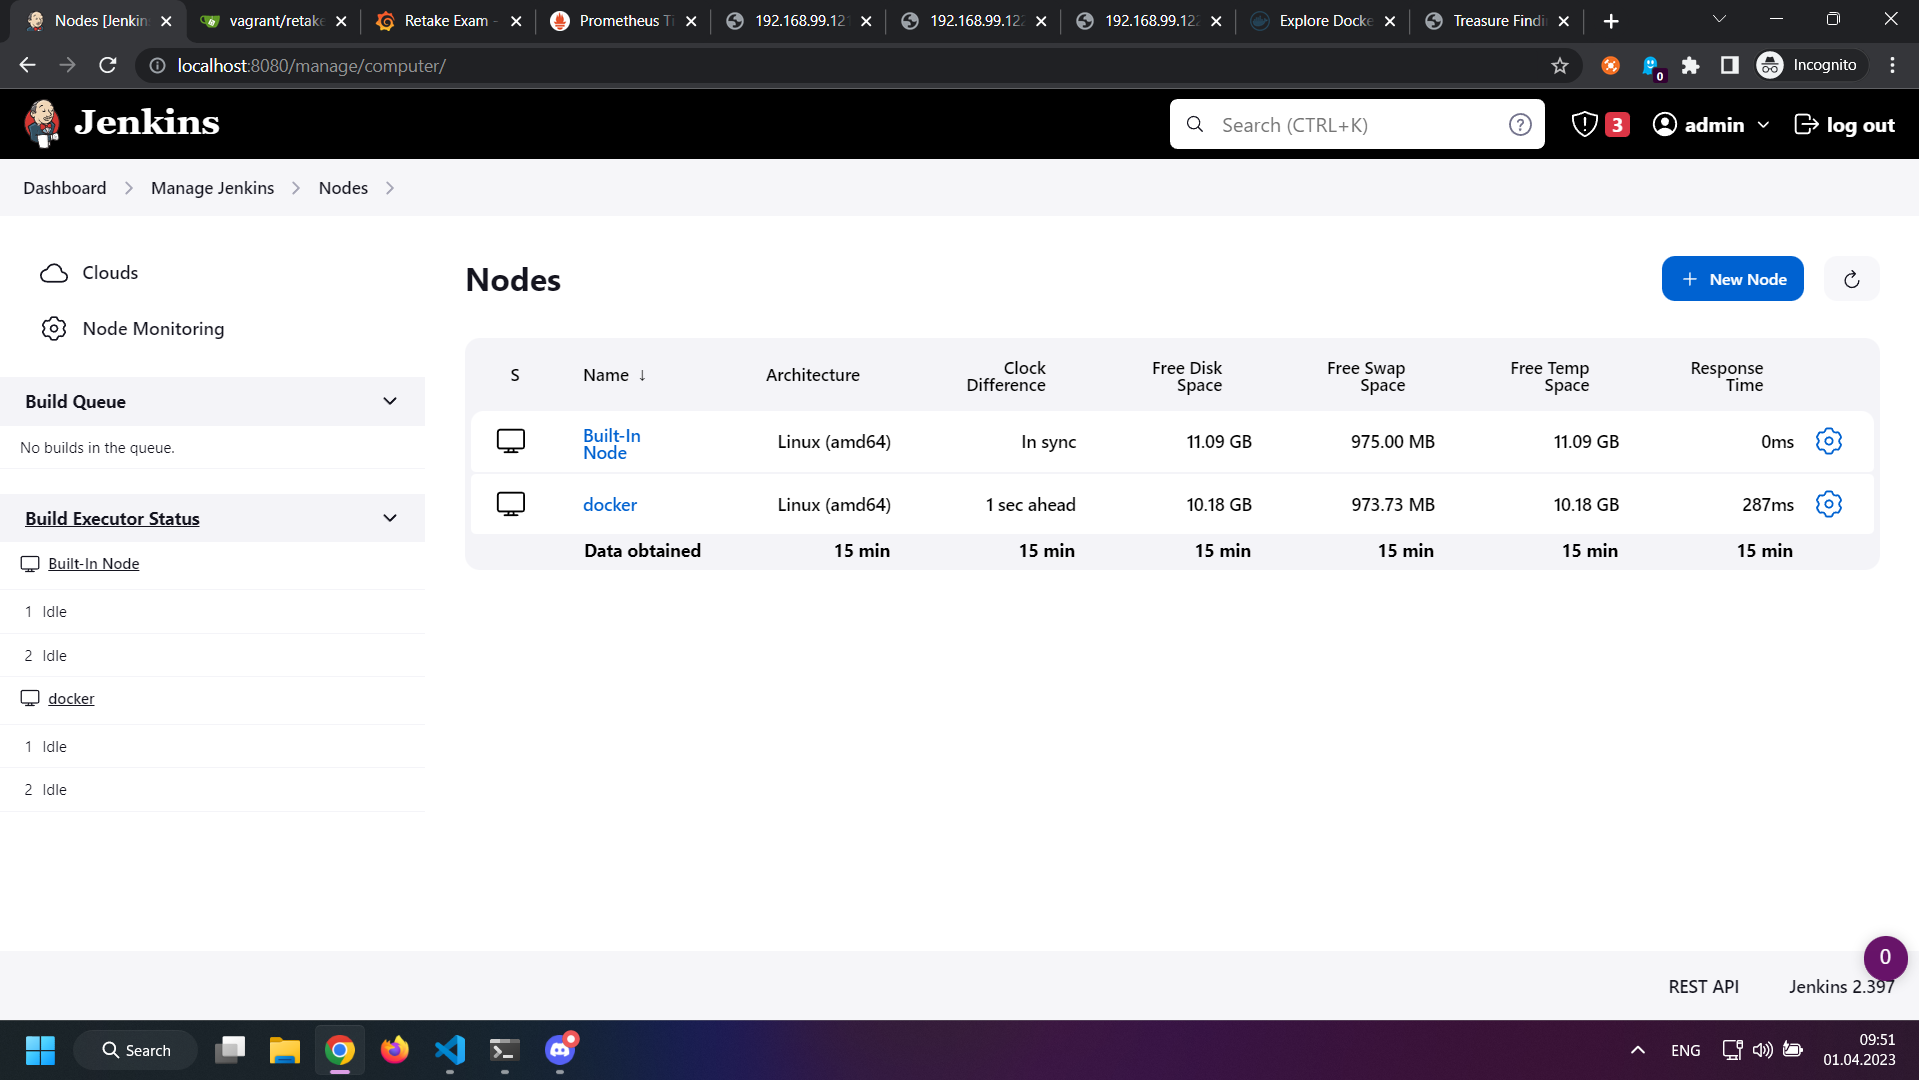 Nodes [Jenkins
vagrant/retake
Retake Exam -
Prometheus Ti
192.168.99.121
192.168.99.122
192.168.99.122
Explore Docke
Treasure Findi
localhost:8080/manage/computer/
0
Incognito
Jenkins
Search (CTRL+K)
3
admin
log out
Dashboard
Manage Jenkins
Nodes
Clouds
Node Monitoring
Build Queue
No builds in the queue.
Build Executor Status
Built-In Node
1 Idle
2 Idle
docker
1 Idle
2 Idle
Nodes
New Node
S Name ↓ Architecture Clock Difference Free Disk Space Free Swap Space Free Temp Space Response Time
Built-In Node Linux (amd64) In sync 11.09 GB 975.00 MB 11.09 GB 0ms
docker Linux (amd64) 1 sec ahead 10.18 GB 973.73 MB 10.18 GB 287ms
Data obtained 15 min 15 min 15 min 15 min 15 min 15 min
0
REST API
Jenkins 2.397
Search
ENG
09:51
01.04.2023